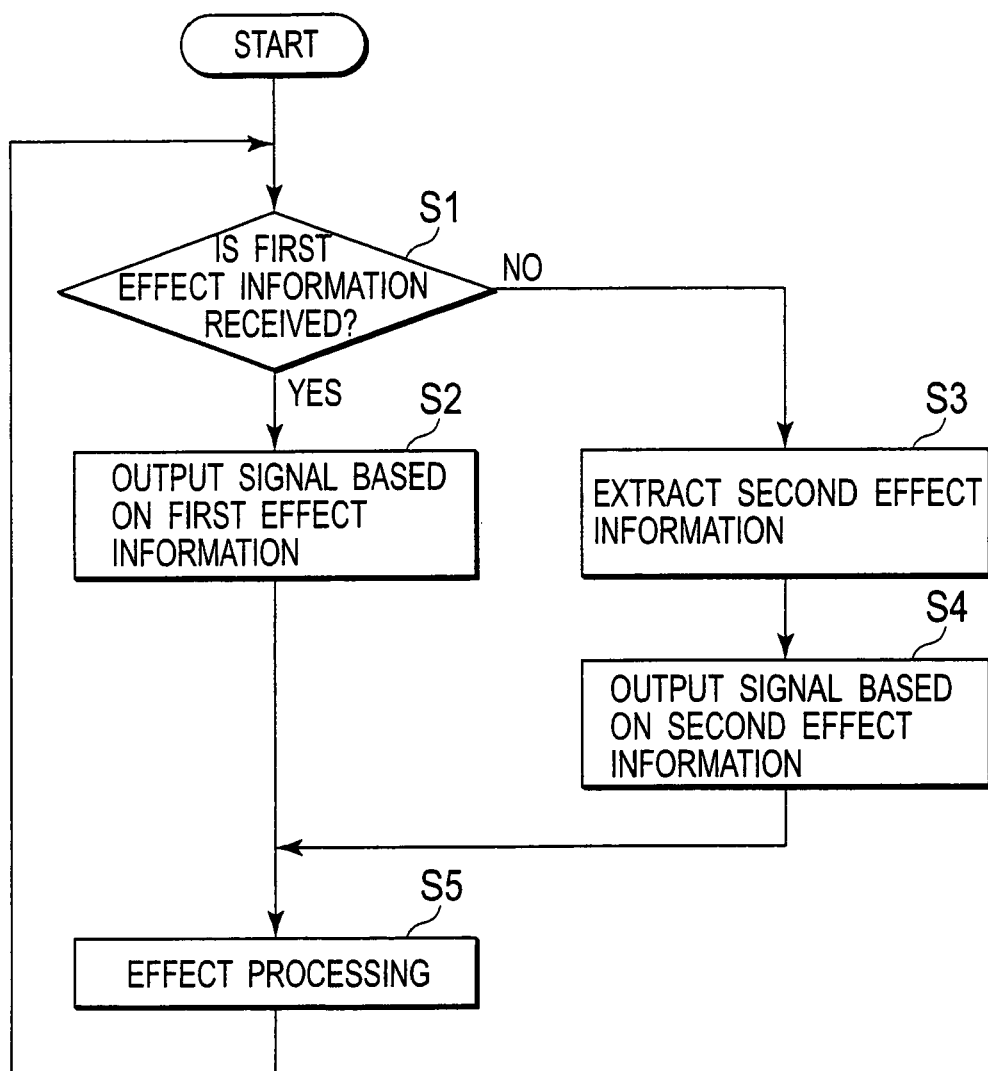 START
S1
IS FIRST
EFFECT INFORMATION
RECEIVED?
NO
YES
S2
OUTPUT SIGNAL BASED
ON FIRST EFFECT
INFORMATION
S3
EXTRACT SECOND EFFECT
INFORMATION
S4
OUTPUT SIGNAL BASED
ON SECOND EFFECT
INFORMATION
S5
EFFECT PROCESSING